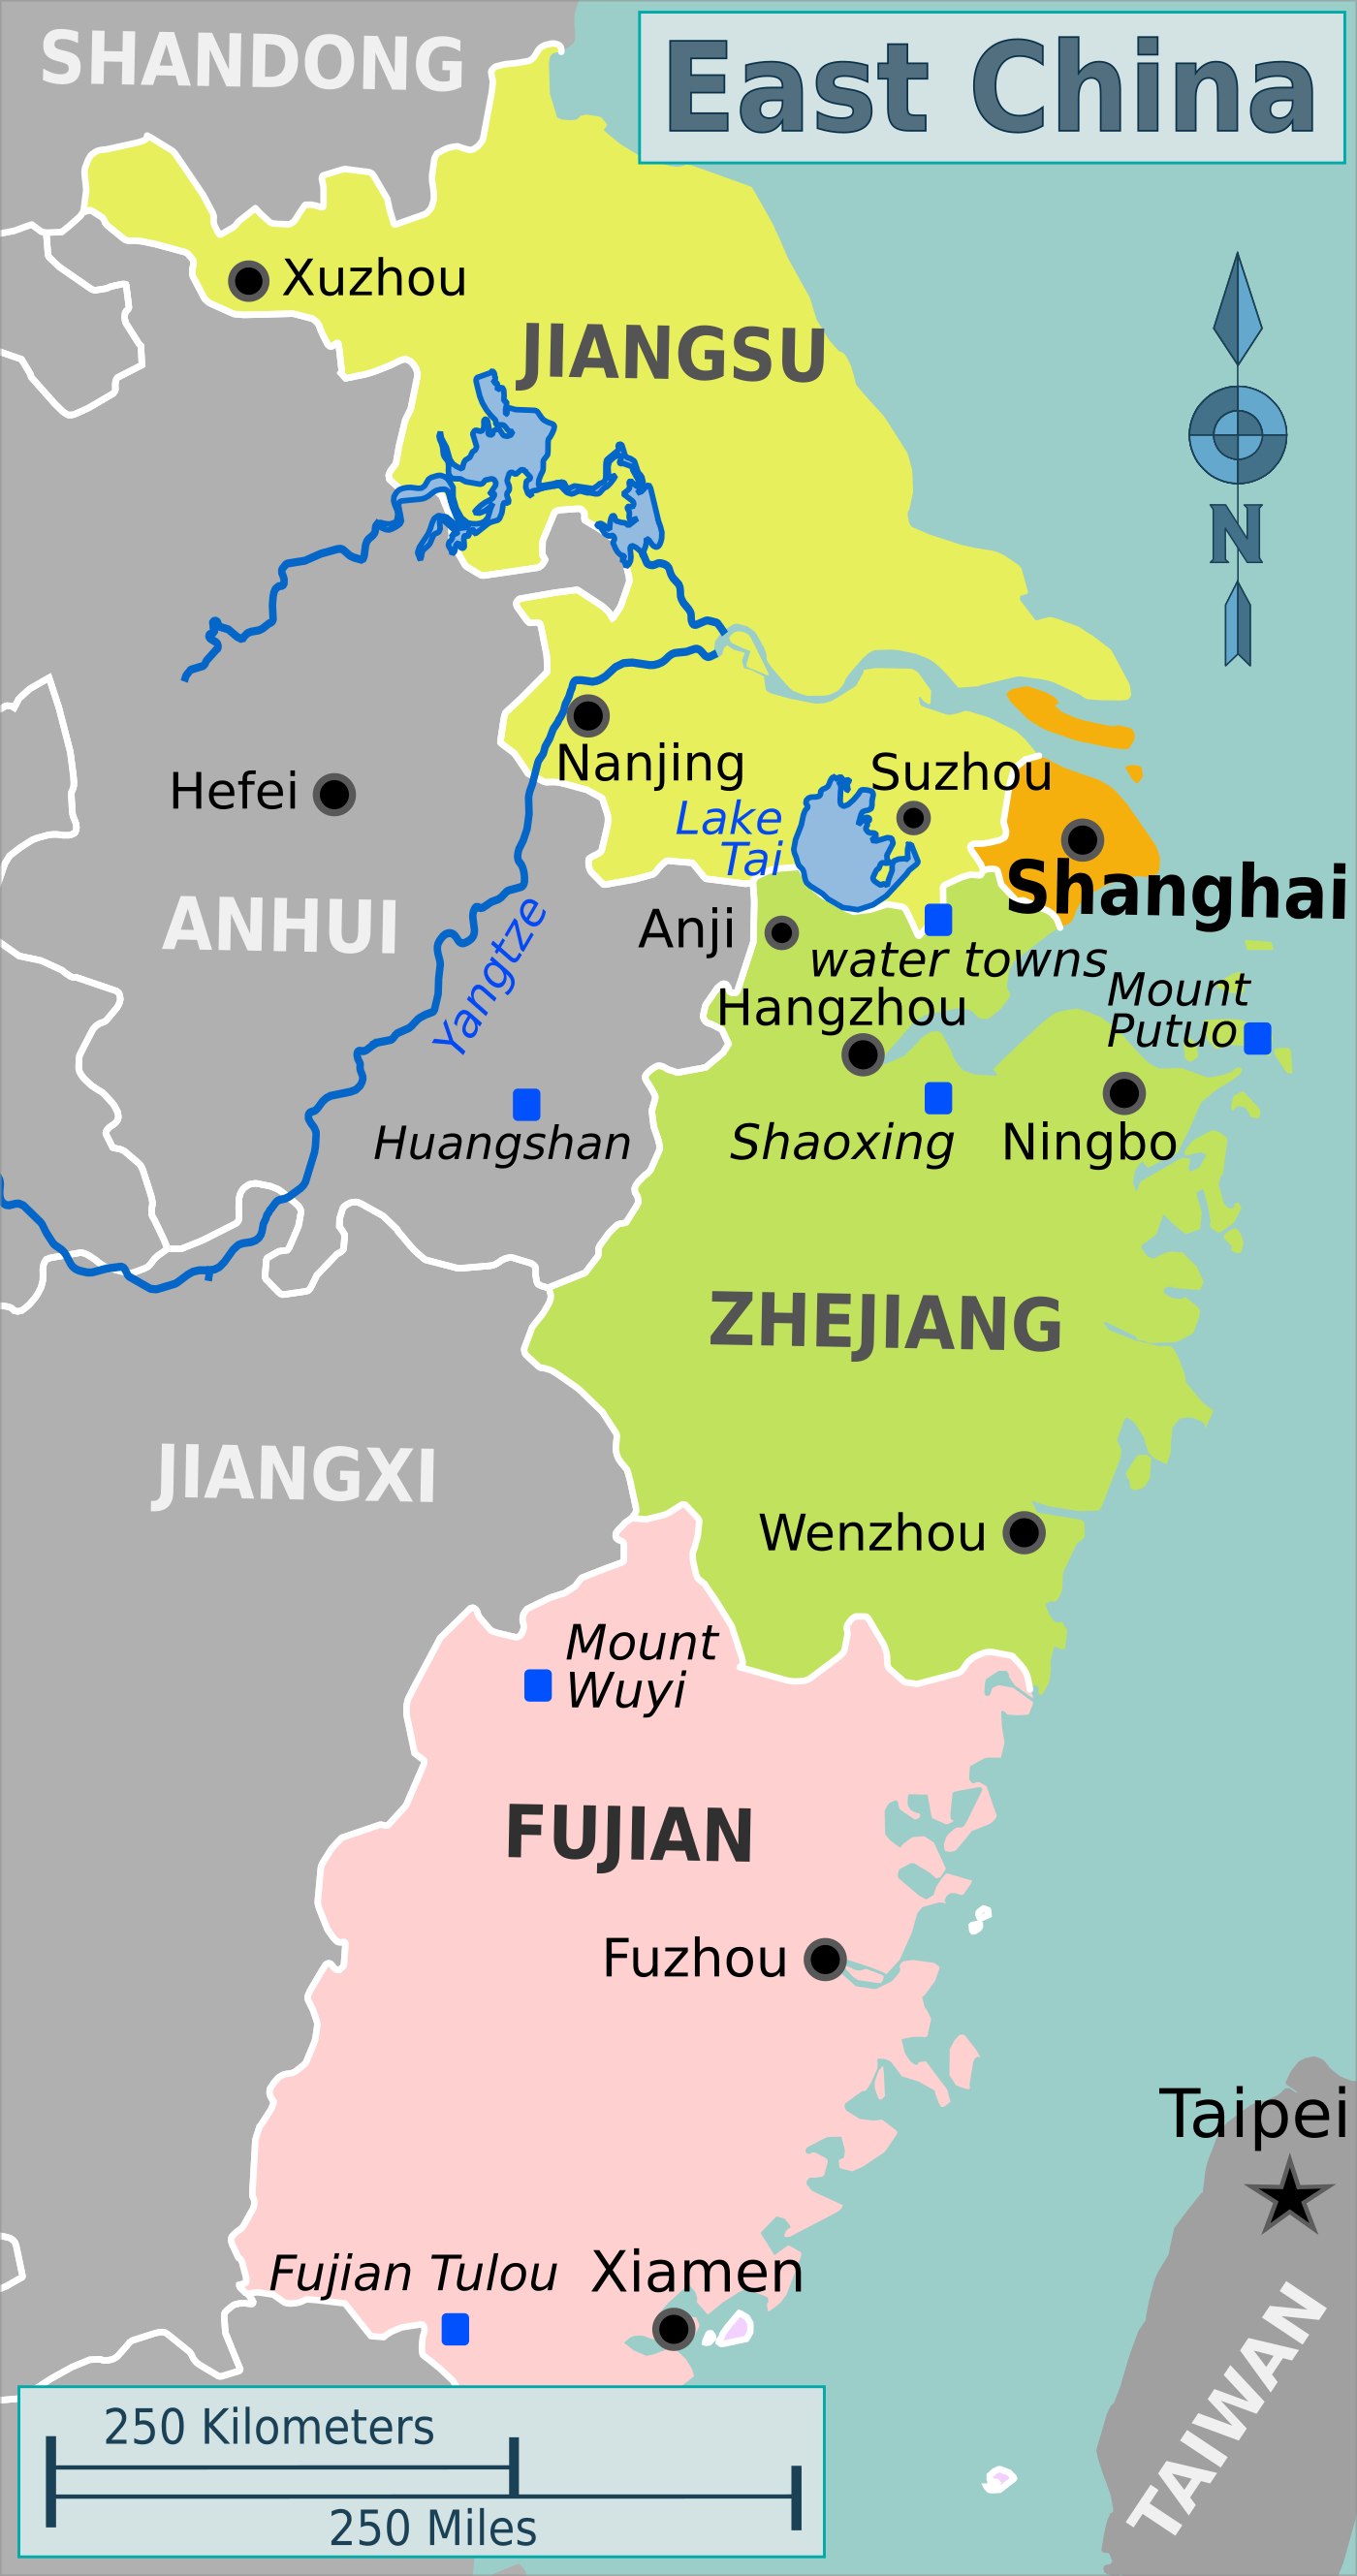 East China
SHANDONG
Xuzhou
JIANGSU
N
Nanjing
Suzhou
Hefei
Lake
Tai
Shanghai
ANHUI
Anji
Yangtze
water towns
Mount
Putuo
Hangzhou
Huangshan
Shaoxing
Ningbo
ZHEJIANG
JIANGXI
Wenzhou
Mount
Wuyi
FUJIAN
Fuzhou
Taipei
Fujian Tulou
Xiamen
TAIWAN
250 Kilometers
250 Miles